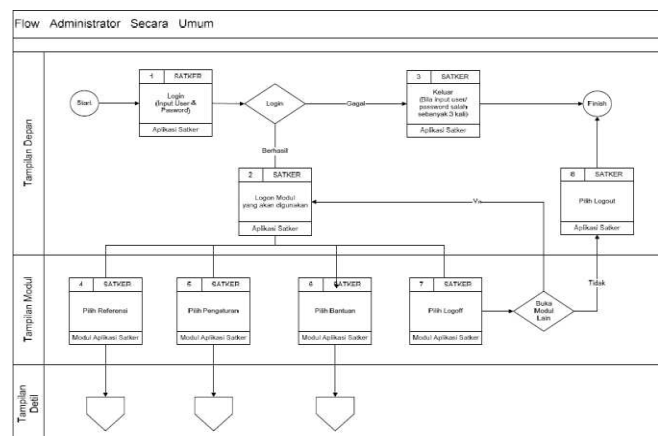 Flow Administrator Secara Umum
Tampilan Depan
Start
1 SATKER
Login
(Input User &
Pasword)
Aplikasi Satker
Login
Gagal
3 SATKER
Keluar
(Bila input user/
password salah
sebanyak 3 kali)
Aplikasi Satker
Finish
Berhasil
2 SATKER
Logon Modul
yang akan digunakan
Aplikasi Satker
Ya
8 SATKER
Pilih Logout
Aplikasi Satker
Tampilan Modul
4 SATKER
Pilih Referensi
Modul Aplikasi Satker
5 SATKER
Pilih Pengaturan
Modul Aplikasi Satker
6 SATKER
Pilih Bantuan
Modul Aplikasi Satker
7 SATKER
Pilih Logoff
Modul Aplikasi Satker
Buka
Modul
Lain
Tidak
Tampilan
Detil